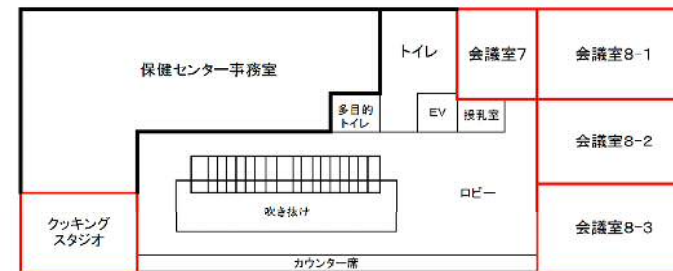 保健センター事務室
トイレ
会議室7
会議室8-1
多目的
トイレ
EV
授乳室
会議室8-2
ロビー
吹き抜け
クッキング
スタジオ
会議室8-3
カウンター席